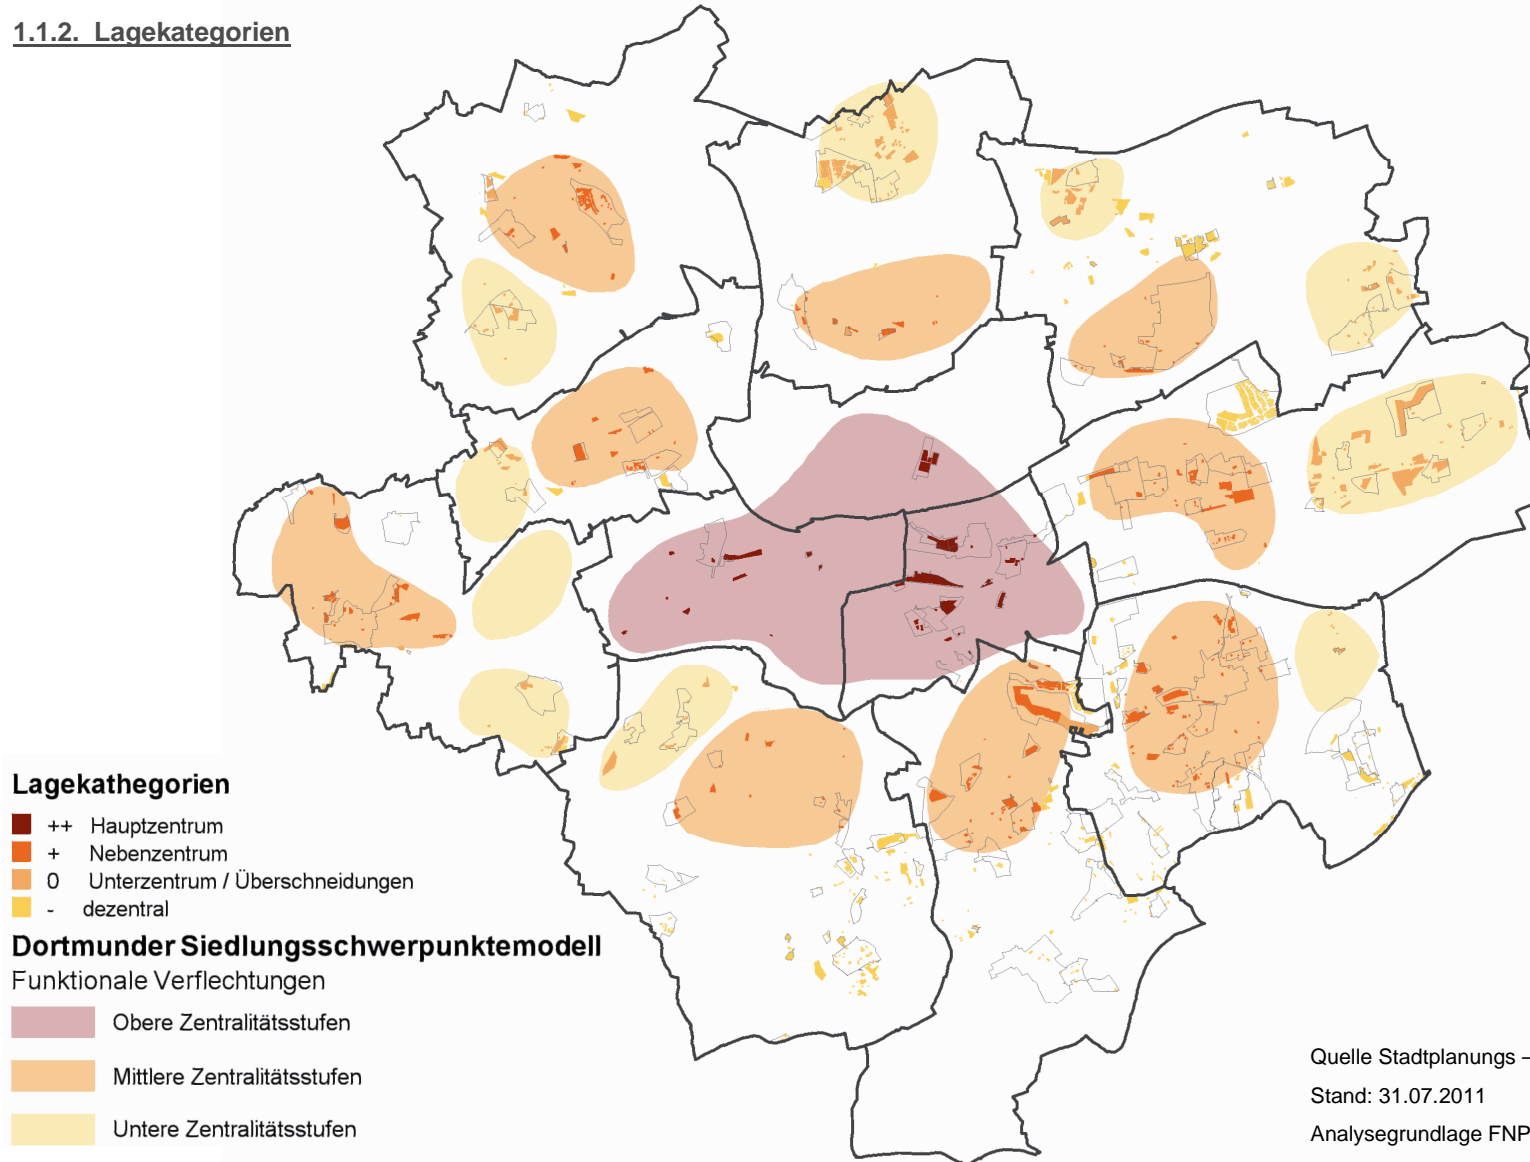 1.1.2. Lagekategorien
Lagekathegorien
++ Hauptzentrum
+ Nebenzentrum
0 Unterzentrum / Überschneidungen
- dezentral
Dortmunder Siedlungsschwerpunktemodell
Funktionale Verflechtungen
Obere Zentralitätsstufen
Mittlere Zentralitätsstufen
Untere Zentralitätsstufen
Quelle Stadtplanungs –
Stand: 31.07.2011
Analysegrundlage FNP